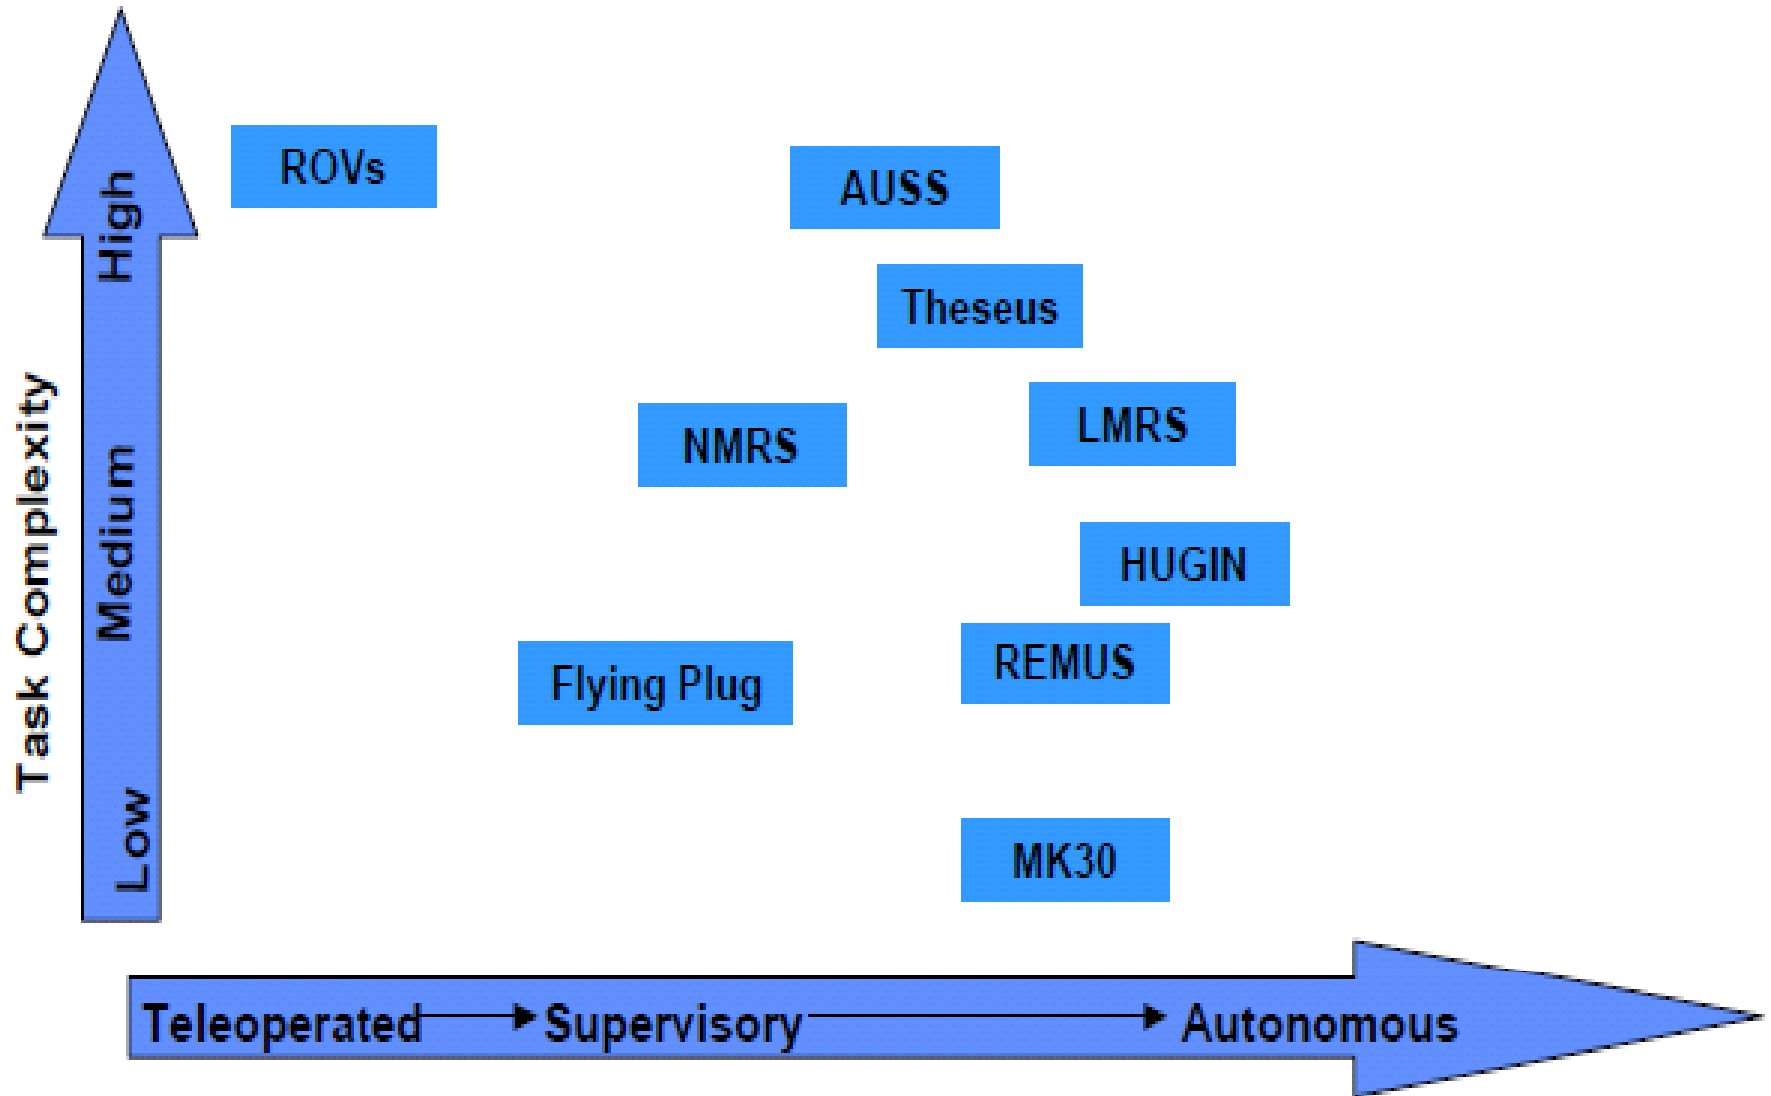 Task Complexity
High
Medium
Low
ROVs
AUSS
Theseus
LMRS
NMRS
HUGIN
REMUS
Flying Plug
MK30
Teleoperated Supervisory Autonomous